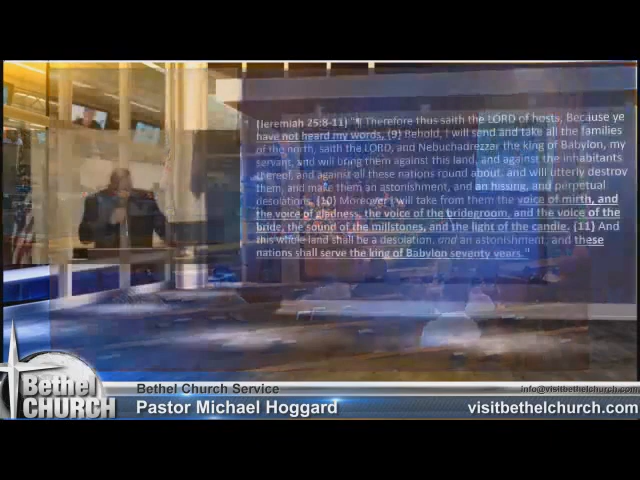 (Jeremiah 25:8-11) "¶ Therefore thus saith the LORD of hosts, Because ye
have not heard my words, (9) Behold, I will send and take all the families
of the north, saith the LORD, and Nebuchadrezzar the king of Babylon, my
servant, and will bring them against this land, and against the inhabitants
thereof, and against all these nations round about, and will utterly destroy
them, and make them an astonishment, and an hissing, and perpetual
desolations. (10) Moreover I will take from them the voice of mirth, and
the voice of gladness, the voice of the bridegroom, and the voice of the
bride, the sound of the millstones, and the light of the candle. (11) And
this whole land shall be a desolation, and an astonishment, and these
nations shall serve the king of Babylon seventy years."
Bethel
CHURCH
Bethel Church Service
info@visitbethelchurch.com
Pastor Michael Hoggard
visitbethelchurch.com